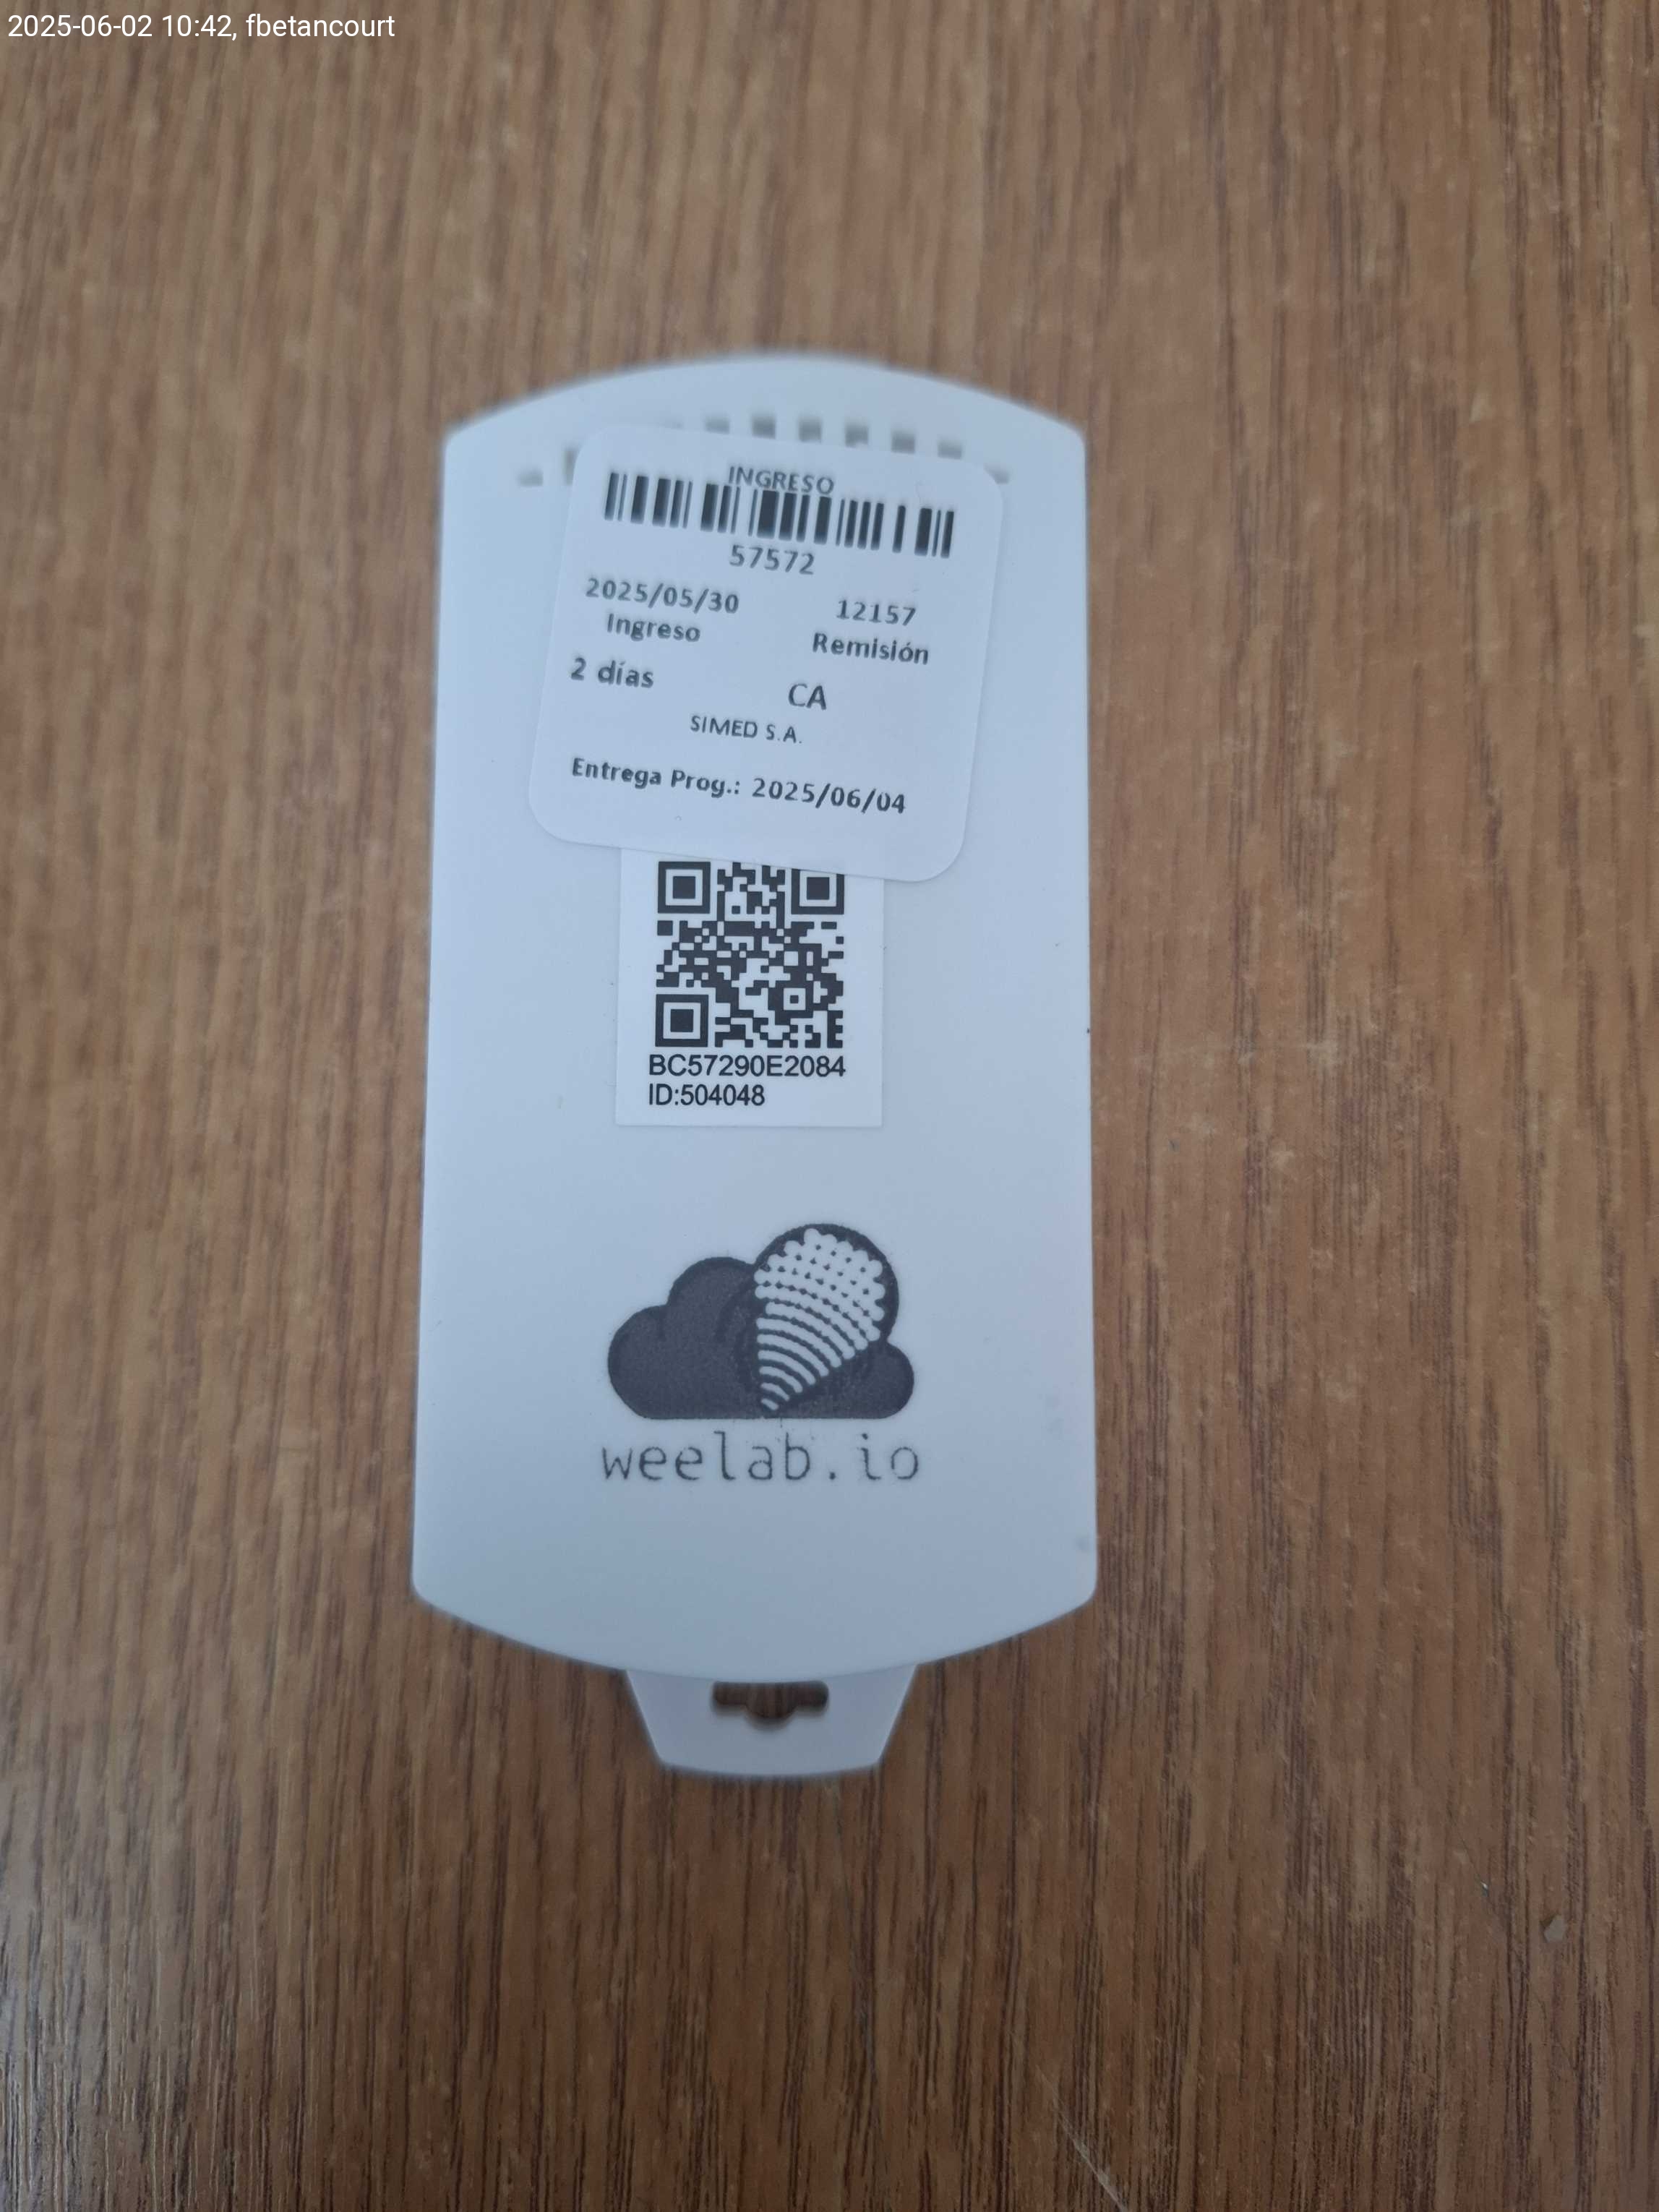 2025-06-02 10:42, fbetancourt
INGRESO
57572
2025/05/30 12157
Ingreso Remisión
2 días CA
SIMED S.A.
Entrega Prog.: 2025/06/04
BC57290E2084
ID:504048
weelab.io